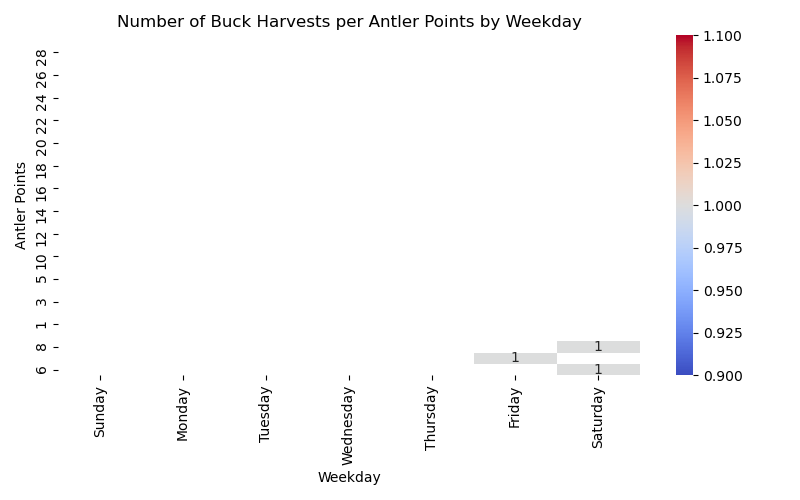 Number of Buck Harvests per Antler Points by Weekday
Antler Points
28
26
24
22
20
18
16
14
12
10
5
3
1
8
6
1
1
1
Sunday
Monday
Tuesday
Wednesday
Thursday
Friday
Saturday
Weekday
1.100
1.075
1.050
1.025
1.000
0.975
0.950
0.925
0.900